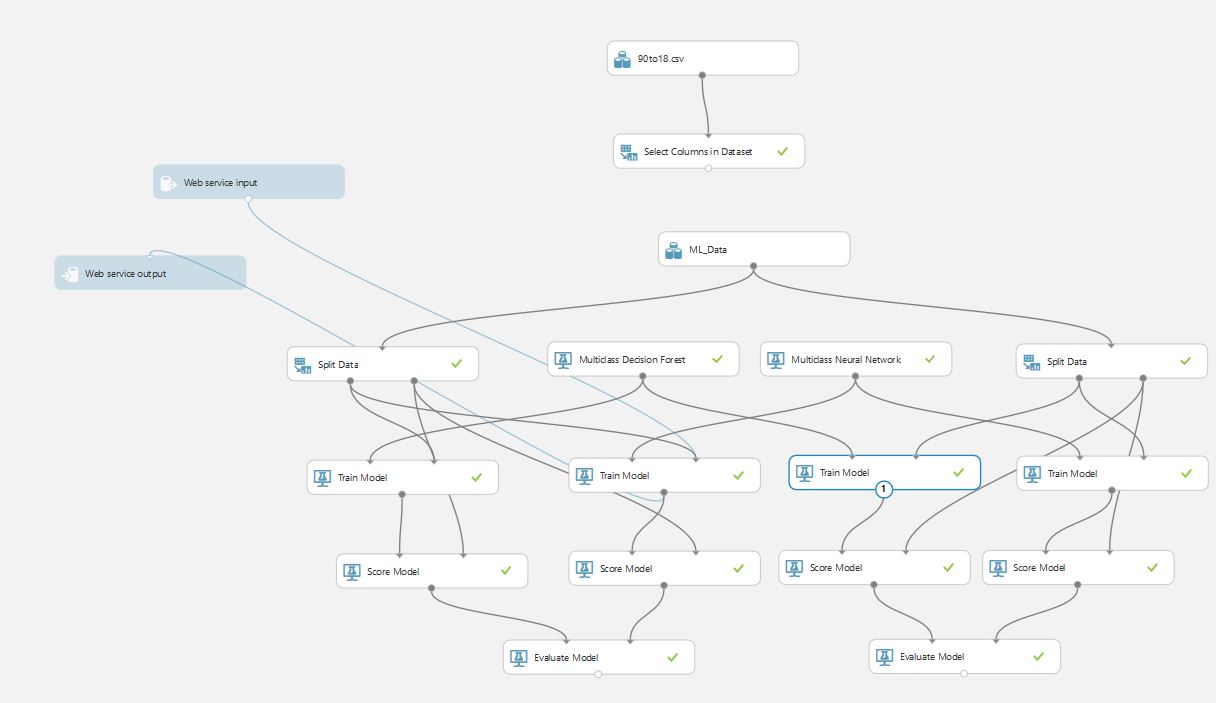 90to18.csv
Select Columns in Dataset
Web service input
ML_Data
Web service output
Split Data
Multiclass Decision Forest
Multiclass Neural Network
Split Data
Train Model
Train Model
Train Model
Train Model
1
Score Model
Score Model
Score Model
Score Model
Evaluate Model
Evaluate Model